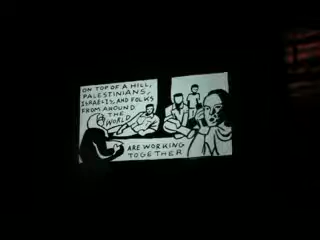 ON TOP OF A HILL,
PALESTINIANS,
ISRAELIS, AND FOLKS
FROM AROUND
THE
WORLD
ARE WORKING
TOGETHER